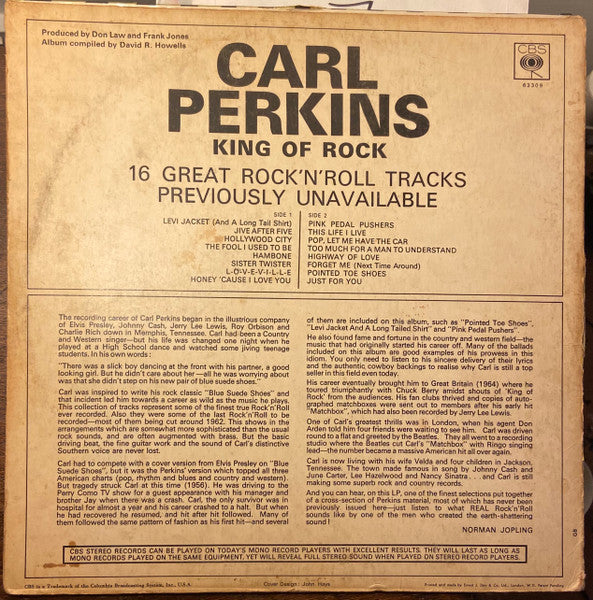 Produced by Don Law and Frank Jones
Album compiled by David R. Howells
CBS
63309
CARL
PERKINS
KING OF ROCK
16 GREAT ROCK'N'ROLL TRACKS
PREVIOUSLY UNAVAILABLE
SIDE 1
LEVI JACKET (And A Long Tail Shirt)
JIVE AFTER FIVE
HOLLYWOOD CITY
THE FOOL I USED TO BE
HAMBONE
SISTER TWISTER
L-O-V-E-V-I-L-L-E
HONEY 'CAUSE I LOVE YOU
SIDE 2
PINK PEDAL PUSHERS
THIS LIFE I LIVE
POP, LET ME HAVE THE CAR
TOO MUCH FOR A MAN TO UNDERSTAND
HIGHWAY OF LOVE
FORGET ME (Next Time Around)
POINTED TOE SHOES
JUST FOR YOU
The recording career of Carl Perkins began in the illustrious company
of Elvis Presley, Johnny Cash, Jerry Lee Lewis, Roy Orbison and
Charlie Rich down in Memphis, Tennessee. Carl had been a Country
and Western singer—but his life was changed one night when he
played at a High School dance and watched some jiving teenage
students. In his own words:
"There was a slick boy dancing at the front with his partner, a good
looking girl. But he didn't care about her—all he was worrying about
was that she didn't step on his new pair of blue suede shoes."
Carl was inspired to write his rock classic "Blue Suede Shoes" and
that incident led him towards a career as wild as the music he plays.
This collection of tracks represent some of the finest true Rock'n'Roll
ever recorded. Also they were some of the last Rock'n'Roll to be
recorded—most of them being cut around 1962. This shows in the
arrangements which are somewhat more sophisticated than the usual
rock sounds, and are often augmented with brass. But the basic
driving beat, the fine guitar work and the sound of Carl's distinctive
Southern voice are never lost.
Carl had to compete with a cover version from Elvis Presley on "Blue
Suede Shoes", but it was the Perkins' version which topped all three
American charts (pop, rhythm and blues and country and western).
But tragedy struck Carl at this time (1956). He was driving to the
Perry Como TV show for a guest appearance with his manager and
brother Jay when there was a crash. Carl, the only survivor was in
hospital for almost a year and his career crashed to a halt. But when
he had recovered he resumed, and hit after hit followed. Many of
them followed the same pattern of fashion as his first hit—and several
of them are included on this album, such as "Pointed Toe Shoes",
"Levi Jacket And A Long Tailed Shirt" and "Pink Pedal Pushers".
He also found fame and fortune in the country and western field—the
music that had originally started his career off. Many of the ballads
included on this album are good examples of his prowess in this
idiom. You only need to listen to his sincere delivery of their lyrics
and the authentic cowboy backings to realise why Carl is still a top
seller in this field even today.
His career eventually brought him to Great Britain (1964) where he
toured triumphantly with Chuck Berry amidst shouts of 'King of
Rock' from the audiences. His fan clubs thrived and copies of auto-
graphed matchboxes were sent out to members after his early hit
"Matchbox", which had also been recorded by Jerry Lee Lewis.
One of Carl's greatest thrills was in London, when his agent Don
Arden told him four friends were waiting to see him. Carl was driven
round to a flat and greeted by the Beatles. They all went to a recording
studio where the Beatles cut Carl's "Matchbox" with Ringo singing
lead—the number became a massive American hit all over again.
Carl is now living with his wife Valda and four children in Jackson,
Tennessee. The town made famous in song by Johnny Cash and
June Carter, Lee Hazelwood and Nancy Sinatra . . . and Carl is still
making some superb rock and country records.
And you can hear, on this LP, one of the finest selections put together
of a cross-section of Perkins material, most of which has never been
previously issued here—just listen to what REAL Rock'n'Roll
sounds like by one of the men who created the earth-shattering
sound!
NORMAN JOPLING
CBS STEREO RECORDS CAN BE PLAYED ON TODAY'S MONO RECORD PLAYERS WITH EXCELLENT RESULTS. THEY WILL LAST AS LONG AS
MONO RECORDS PLAYED ON THE SAME EQUIPMENT, YET WILL REVEAL FULL STEREO SOUND WHEN PLAYED ON STEREO RECORD PLAYERS.
CBS is a Trademark of the Columbia Broadcasting System, Inc., U.S.A.
Cover Design: John Hays
Printed and made by Ernest J. Day & Co. Ltd., London, W.11, Patent Pending